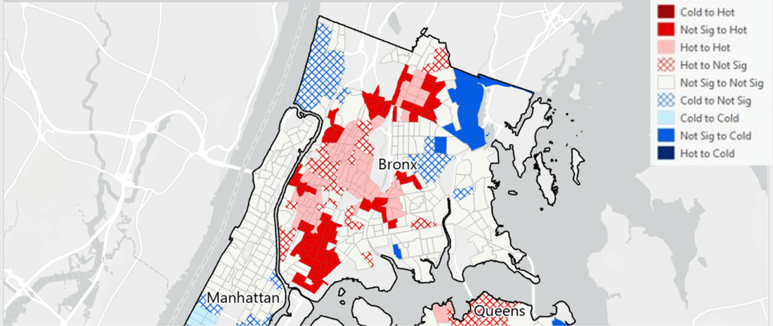 Cold to Hot
Not Sig to Hot
Hot to Hot
Hot to Not Sig
Not Sig to Not Sig
Cold to Not Sig
Cold to Cold
Not Sig to Cold
Hot to Cold
Bronx
Manhattan
Queens